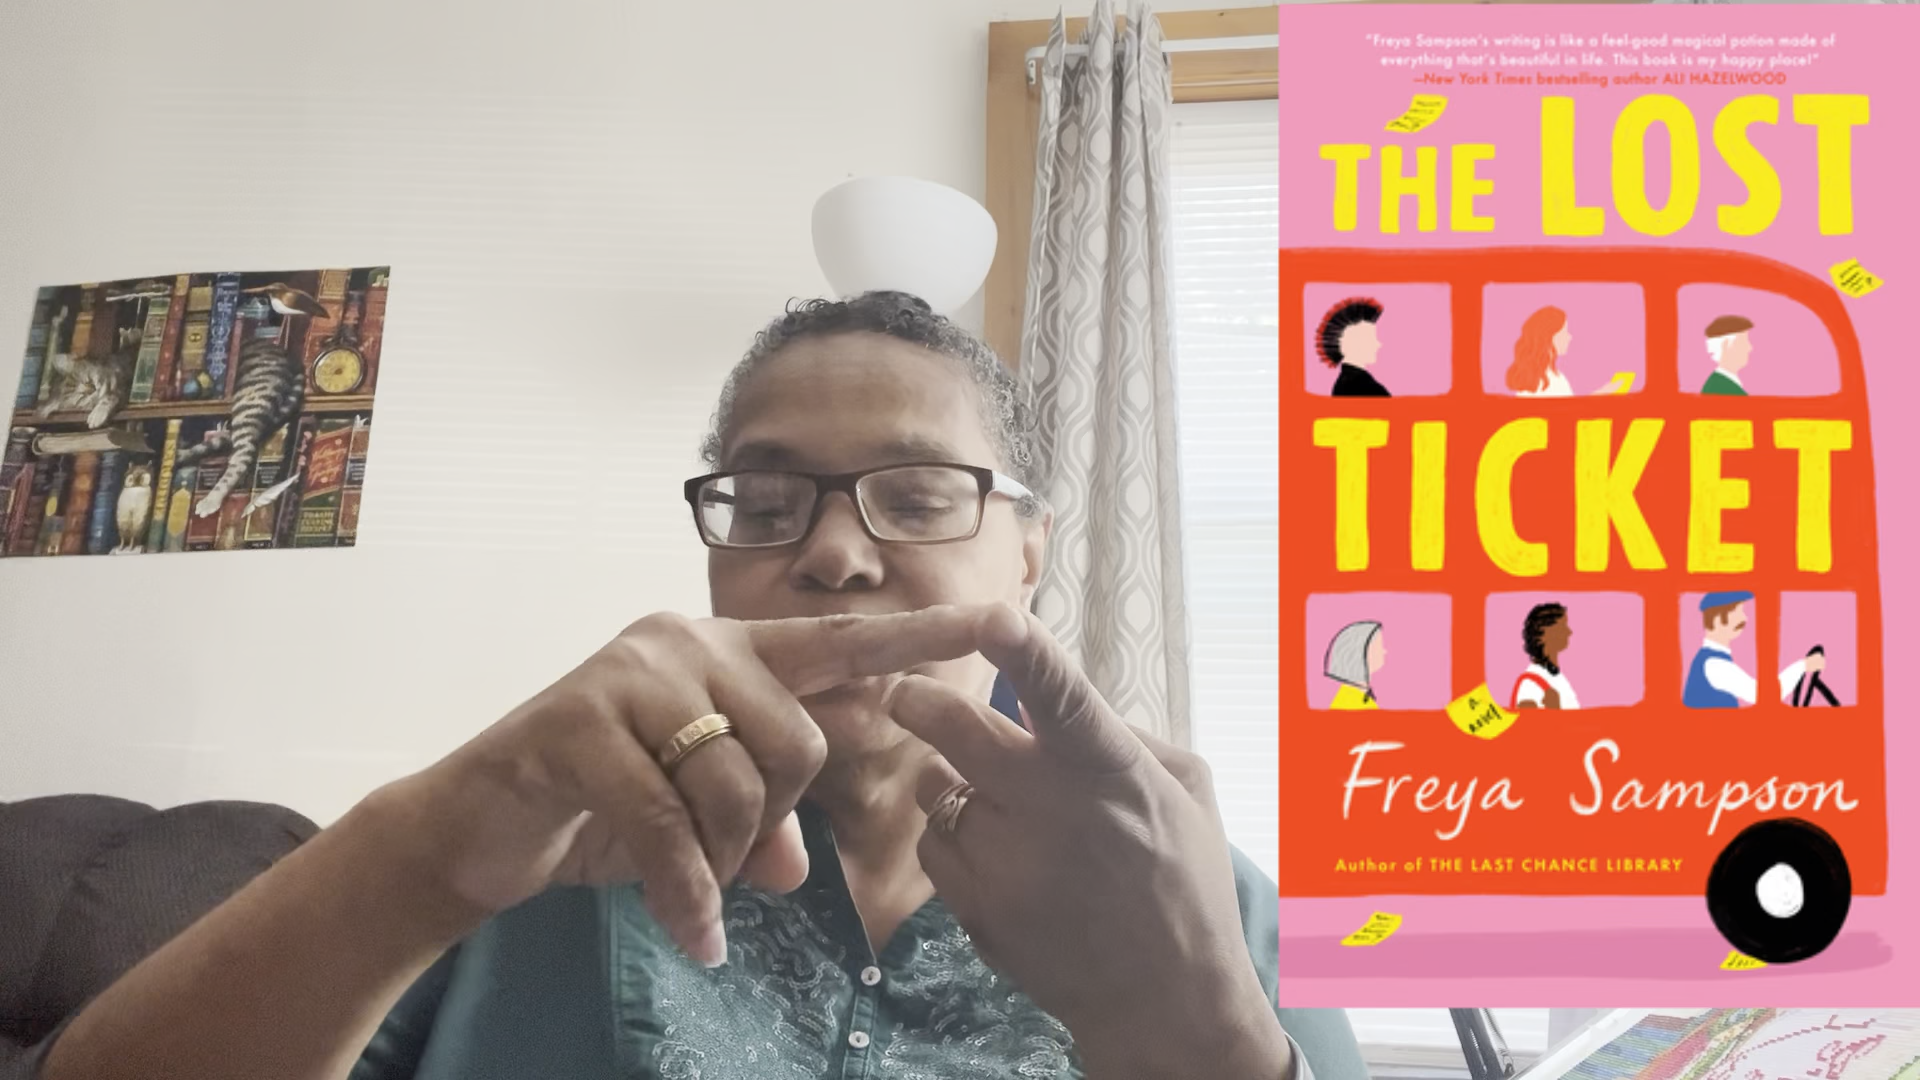 "Freya Sampson's writing is like a feel-good magical potion made of
everything that's beautiful in life. This book is my happy place!"
—New York Times bestselling author ALI HAZELWOOD
THE LOST
TICKET
a
novel
Freya Sampson
Author of THE LAST CHANCE LIBRARY